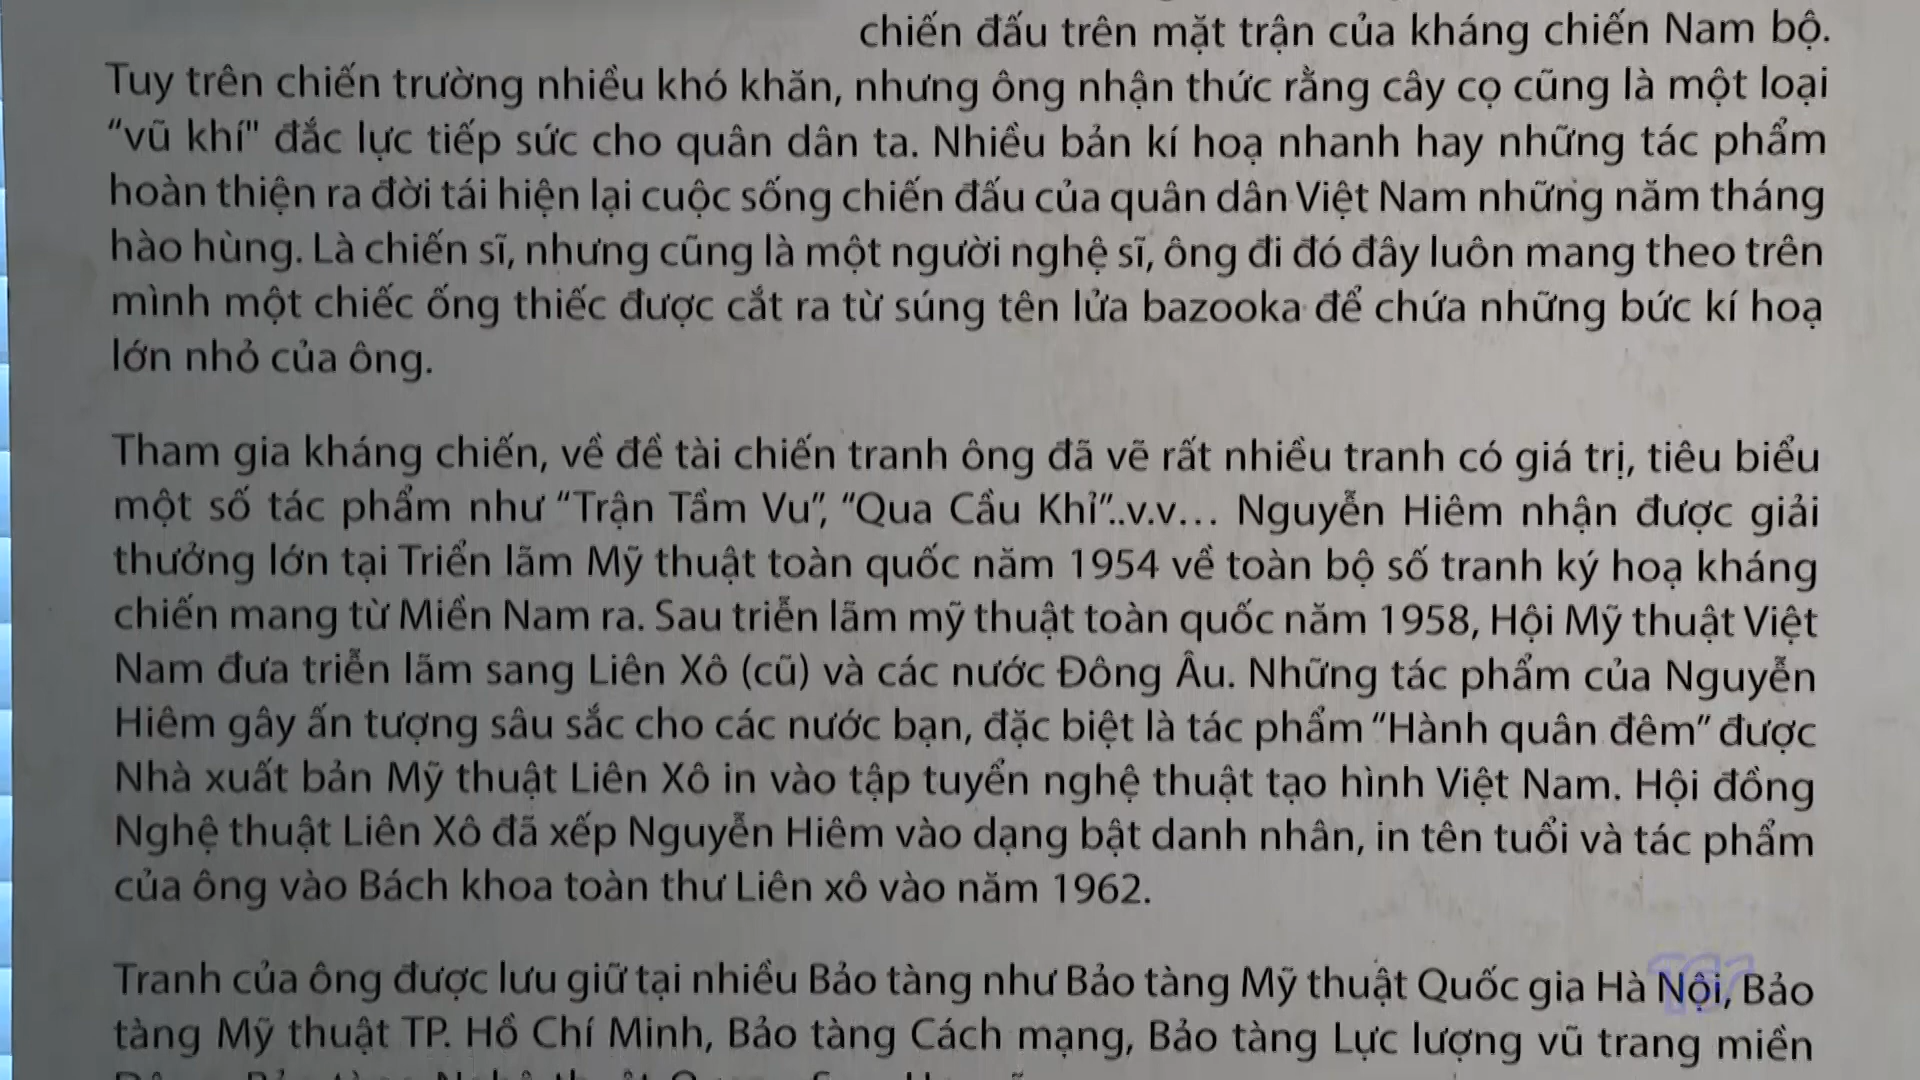 chiến đấu trên mặt trận của kháng chiến Nam bộ.
Tuy trên chiến trường nhiều khó khăn, nhưng ông nhận thức rằng cây cọ cũng là một loại
“vũ khí" đắc lực tiếp sức cho quân dân ta. Nhiều bản kí hoạ nhanh hay những tác phẩm
hoàn thiện ra đời tái hiện lại cuộc sống chiến đấu của quân dân Việt Nam những năm tháng
hào hùng. Là chiến sĩ, nhưng cũng là một người nghệ sĩ, ông đi đó đây luôn mang theo trên
mình một chiếc ống thiếc được cắt ra từ súng tên lửa bazooka để chứa những bức kí hoạ
lớn nhỏ của ông.
Tham gia kháng chiến, về đề tài chiến tranh ông đã vẽ rất nhiều tranh có giá trị, tiêu biểu
một số tác phẩm như “Trận Tầm Vu”, “Qua Cầu Khỉ”..v.v... Nguyễn Hiêm nhận được giải
thưởng lớn tại Triển lãm Mỹ thuật toàn quốc năm 1954 về toàn bộ số tranh ký hoạ kháng
chiến mang từ Miền Nam ra. Sau triễn lãm mỹ thuật toàn quốc năm 1958, Hội Mỹ thuật Việt
Nam đưa triễn lãm sang Liên Xô (cũ) và các nước Đông Âu. Những tác phẩm của Nguyễn
Hiêm gây ấn tượng sâu sắc cho các nước bạn, đặc biệt là tác phẩm “Hành quân đêm” được
Nhà xuất bản Mỹ thuật Liên Xô in vào tập tuyển nghệ thuật tạo hình Việt Nam. Hội đồng
Nghệ thuật Liên Xô đã xếp Nguyễn Hiêm vào dạng bật danh nhân, in tên tuổi và tác phẩm
của ông vào Bách khoa toàn thư Liên xô vào năm 1962.
Tranh của ông được lưu giữ tại nhiều Bảo tàng như Bảo tàng Mỹ thuật Quốc gia Hà Nội, Bảo
tàng Mỹ thuật TP. Hồ Chí Minh, Bảo tàng Cách mạng, Bảo tàng Lực lượng vũ trang miền